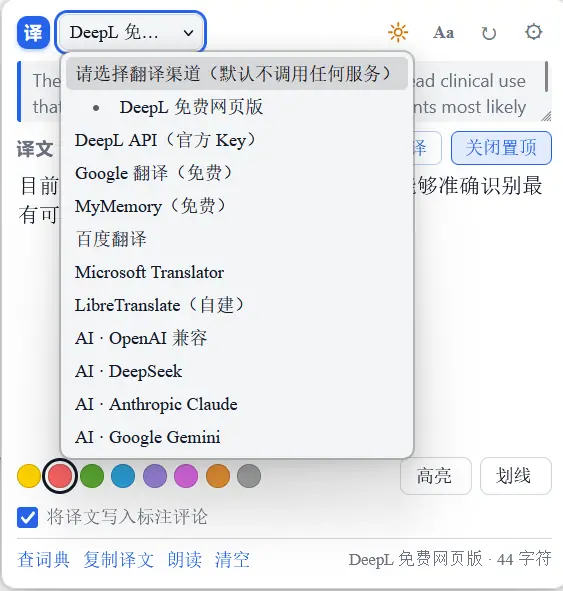 译 DeepL 免… Aa
请选择翻译渠道（默认不调用任何服务）
The ead clinical use
DeepL 免费网页版
that nts most likely
DeepL API（官方 Key）
译文 译 关闭置顶
Google 翻译（免费）
目前 够准确识别最
MyMemory（免费）
有可
百度翻译
Microsoft Translator
LibreTranslate（自建）
AI · OpenAI 兼容
AI · DeepSeek
AI · Anthropic Claude
AI · Google Gemini
高亮 划线
将译文写入标注评论
查词典 复制译文 朗读 清空 DeepL 免费网页版 · 44 字符